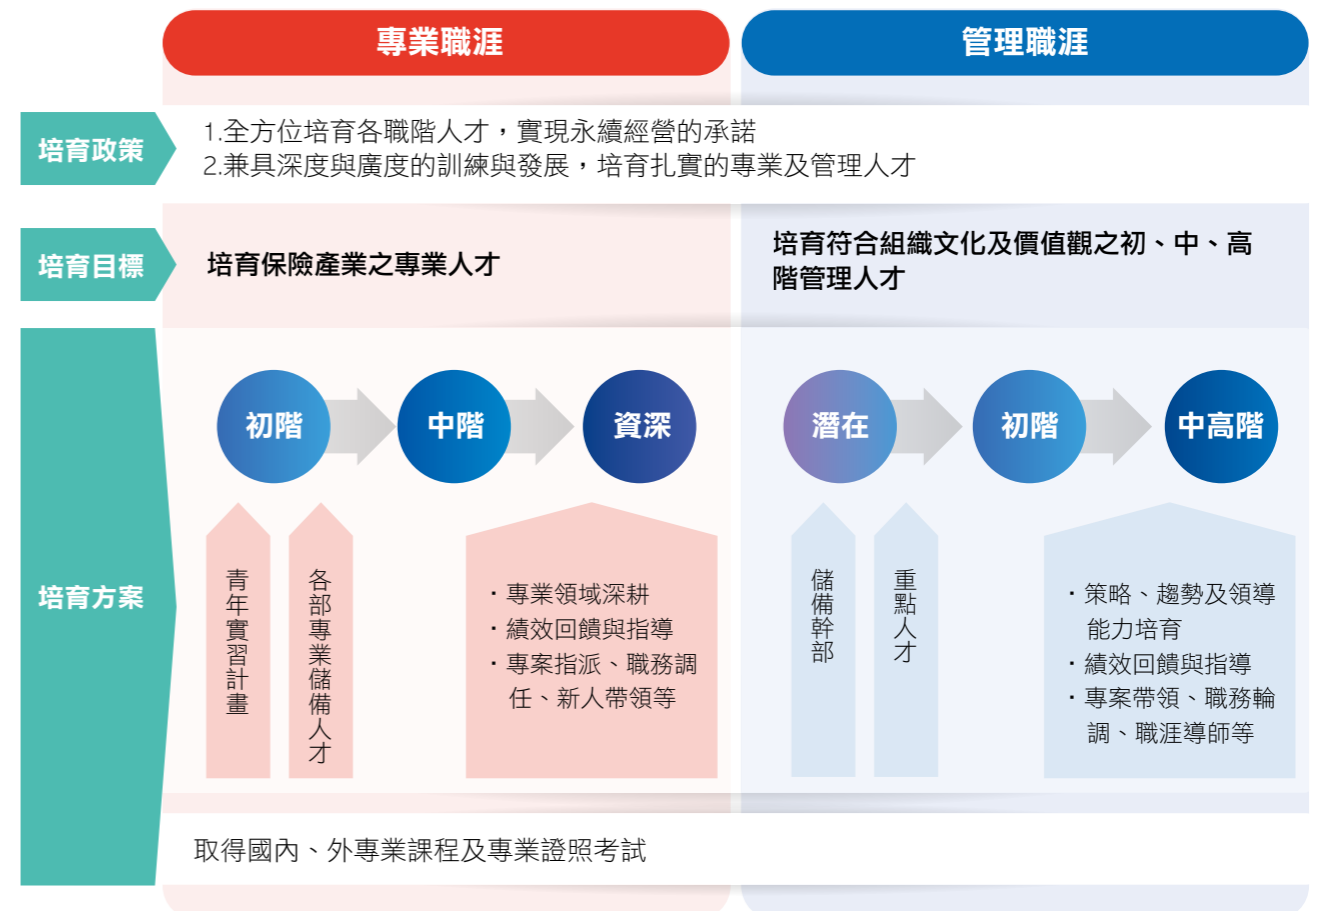 專業職涯
管理職涯
培育政策
1.全方位培育各職階人才，實現永續經營的承諾
2.兼具深度與廣度的訓練與發展，培育扎實的專業及管理人才
培育目標
培育保險產業之專業人才
培育符合組織文化及價值觀之初、中、高
階管理人才
培育方案
初階
中階
資深
潛在
初階
中高階
青年實習計畫
各部專業儲備人才
・專業領域深耕
・績效回饋與指導
・專案指派、職務調
任、新人帶領等
儲備幹部
重點人才
・策略、趨勢及領導
能力培育
・績效回饋與指導
・專案帶領、職務輪
調、職涯導師等
取得國內、外專業課程及專業證照考試